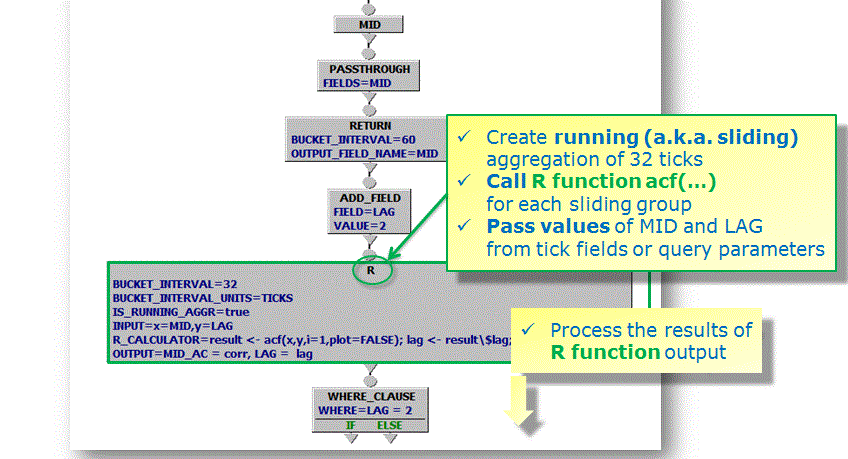 MID
PASSTHROUGH
FIELDS=MID
RETURN
BUCKET_INTERVAL=60
OUTPUT_FIELD_NAME=MID
ADD_FIELD
FIELD=LAG
VALUE=2
✓ Create running (a.k.a. sliding)
aggregation of 32 ticks
✓ Call R function acf(...)
for each sliding group
✓ Pass values of MID and LAG
from tick fields or query parameters
R
BUCKET_INTERVAL=32
BUCKET_INTERVAL_UNITS=TICKS
IS_RUNNING_AGGR=true
INPUT=x=MID,y=LAG
R_CALCULATOR=result <- acf(x,y,i=1,plot=FALSE); lag <- result\$lag;
OUTPUT=MID_AC = corr, LAG = lag
✓ Process the results of
R function output
WHERE_CLAUSE
WHERE=LAG = 2
IF ELSE